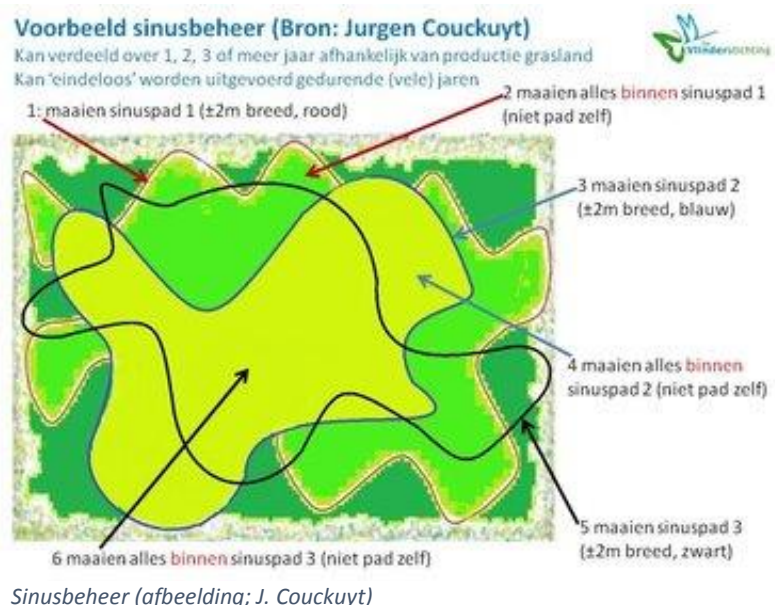 Voorbeeld sinusbeheer (Bron: Jurgen Couckuyt)
Kan verdeeld over 1, 2, 3 of meer jaar afhankelijk van productie grasland
Kan ‘eindeloos’ worden uitgevoerd gedurende (vele) jaren
Vlinderstichting
1: maaien sinuspad 1 (±2m breed, rood)
2 maaien alles binnen sinuspad 1
(niet pad zelf)
3 maaien sinuspad 2
(±2m breed, blauw)
4 maaien alles binnen
sinuspad 2 (niet pad zelf)
5 maaien sinuspad 3
(±2m breed, zwart)
6 maaien alles binnen sinuspad 3 (niet pad zelf)
Sinusbeheer (afbeelding; J. Couckuyt)